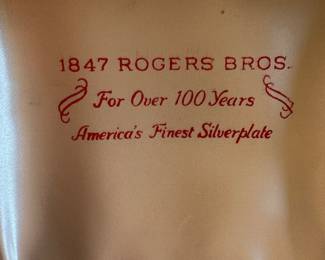 1847 ROGERS BROS.
For Over 100 Years
America's Finest Silverplate